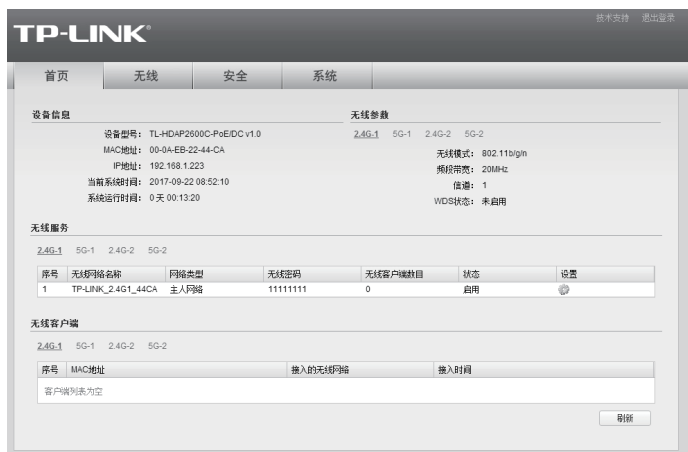 技术支持 退出登录
TP-LINK®
首页 无线 安全 系统
设备信息
设备型号： TL-HDAP2600C-PoE/DC v1.0
MAC地址： 00-0A-EB-22-44-CA
IP地址： 192.168.1.223
当前系统时间： 2017-09-22 08:52:10
系统运行时间： 0 天 00:13:20
无线参数
2.4G-1 5G-1 2.4G-2 5G-2
无线模式： 802.11b/g/n
频段带宽： 20MHz
信道： 1
WDS状态： 未启用
无线服务
2.4G-1 5G-1 2.4G-2 5G-2
序号 无线网络名称 网络类型 无线密码 无线客户端数目 状态 设置
1 TP-LINK_2.4G1_44CA 主人网络 11111111 0 启用
无线客户端
2.4G-1 5G-1 2.4G-2 5G-2
序号 MAC地址 接入的无线网络 接入时间
客户端列表为空
刷新